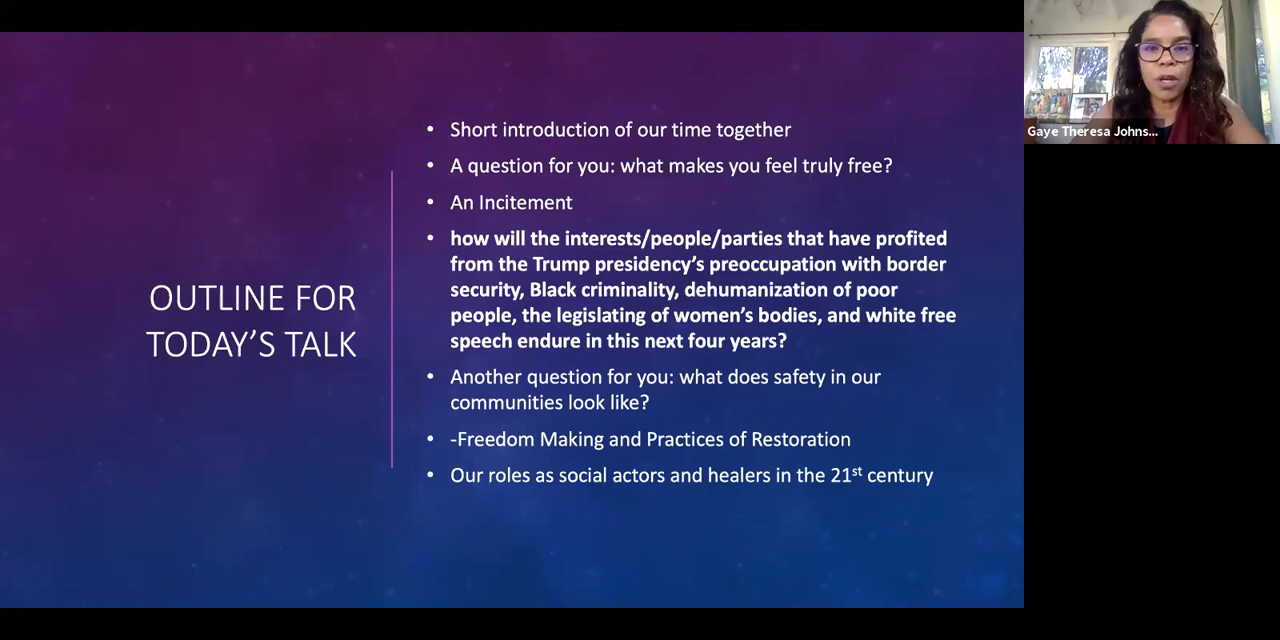 OUTLINE FOR
TODAY’S TALK
• Short introduction of our time together
• A question for you: what makes you feel truly free?
• An Incitement
• how will the interests/people/parties that have profited
from the Trump presidency’s preoccupation with border
security, Black criminality, dehumanization of poor
people, the legislating of women’s bodies, and white free
speech endure in this next four years?
• Another question for you: what does safety in our
communities look like?
• -Freedom Making and Practices of Restoration
• Our roles as social actors and healers in the 21st century
Gaye Theresa Johns...